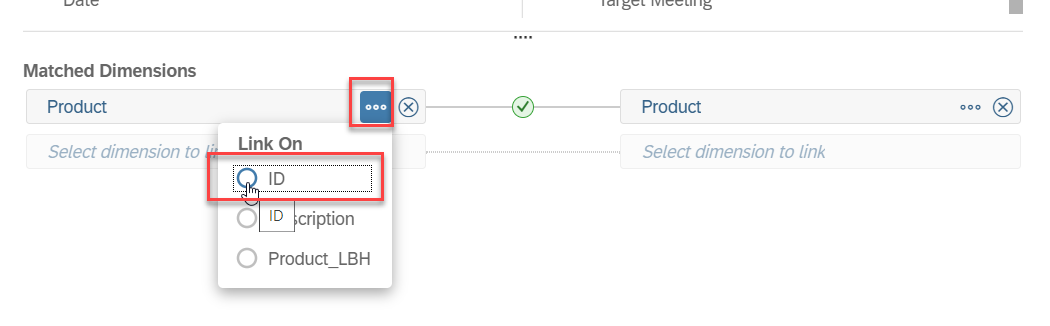 Date
Target Meeting
Matched Dimensions
Product
Product
Select dimension to
Select dimension to link
Link On
ID
ID
scription
Product_LBH